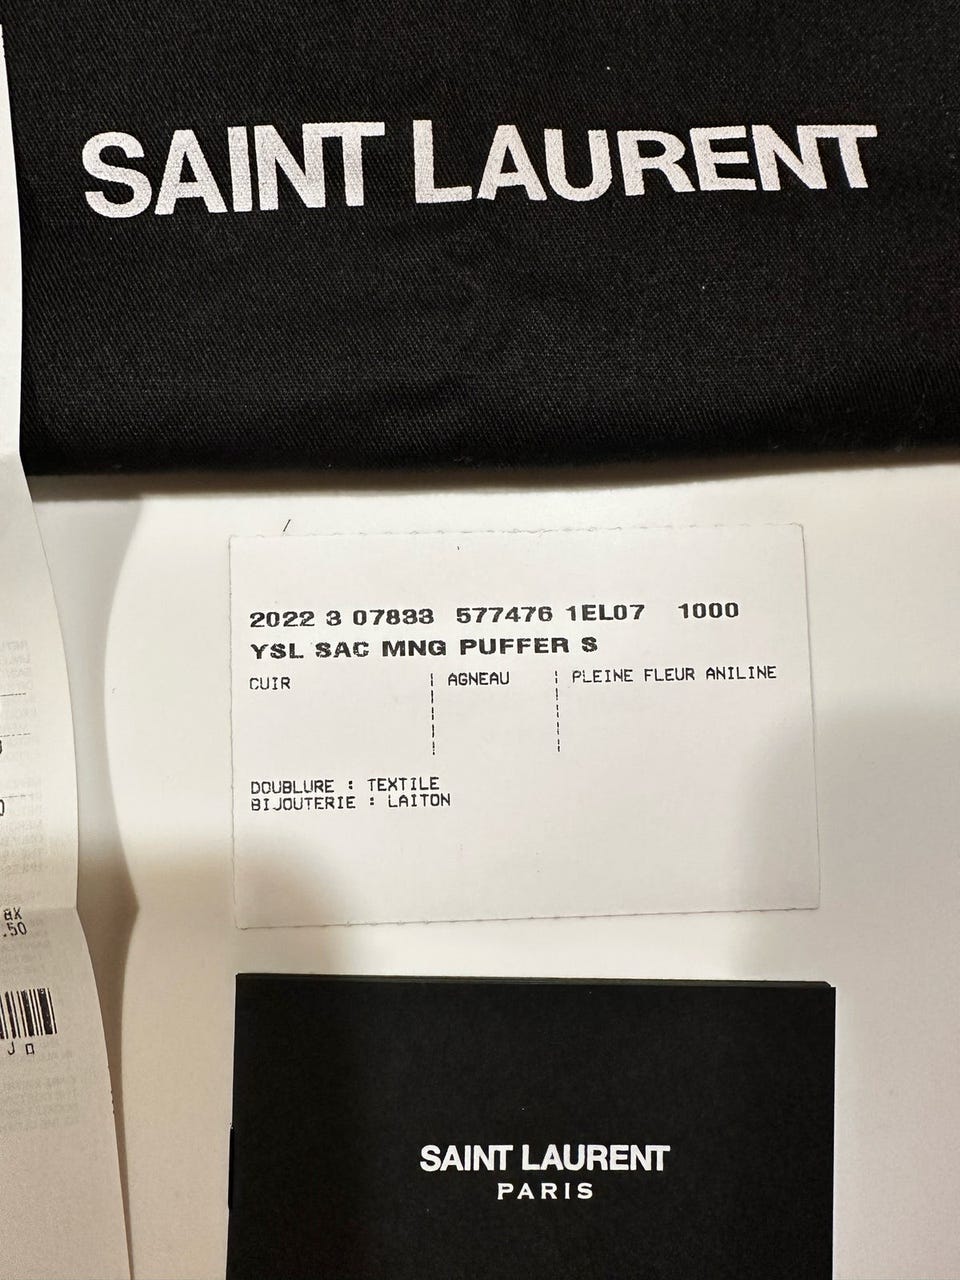 SAINT LAURENT
2022 3 07833 577476 1EL07 1000
YSL SAC MNG PUFFER S
CUIR ¦ AGNEAU ¦ PLEINE FLEUR ANILINE
DOUBLURE : TEXTILE
BIJOUTERIE : LAITON
.50
SAINT LAURENT
PARIS